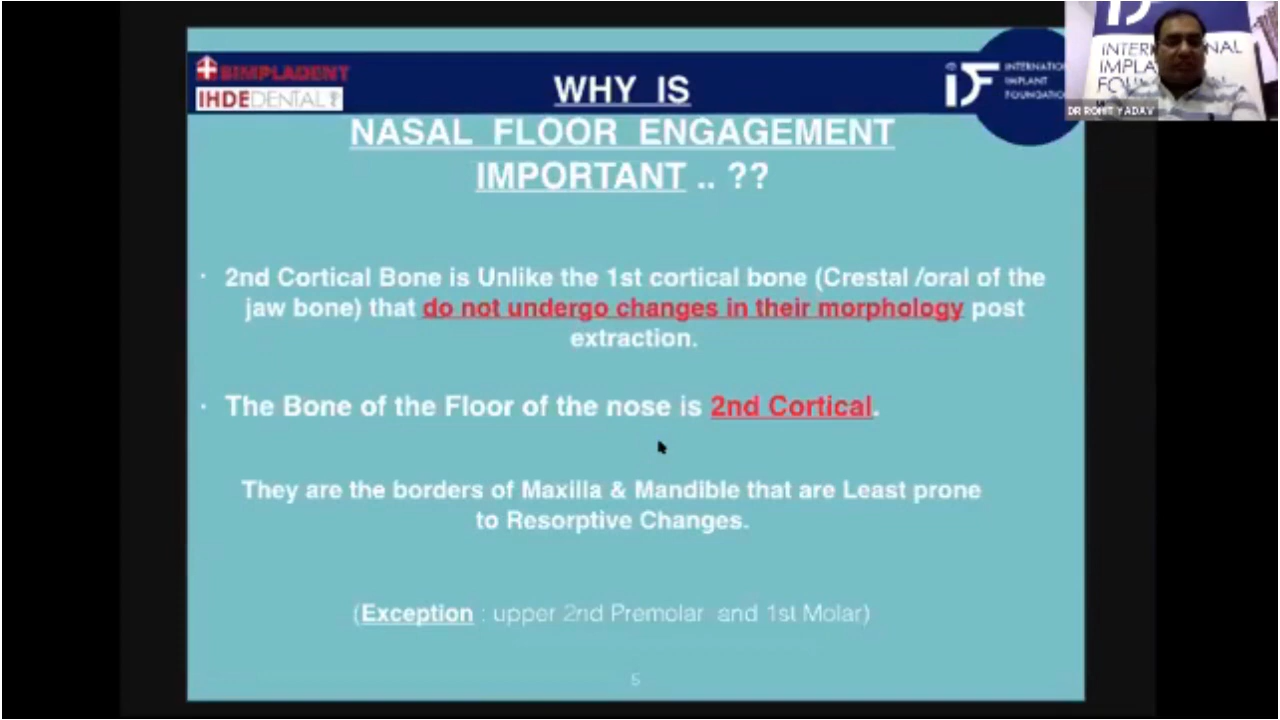 SIMPLADENT
IHDEDENTAL
WHY IS
NASAL FLOOR ENGAGEMENT
IMPORTANT .. ??
INTERNATIONAL
IMPLANT
FOUNDATION
DR ROHIT YADAV
· 2nd Cortical Bone is Unlike the 1st cortical bone (Crestal /oral of the
jaw bone) that do not undergo changes in their morphology post
extraction.
· The Bone of the Floor of the nose is 2nd Cortical.
They are the borders of Maxilla & Mandible that are Least prone
to Resorptive Changes.
(Exception : upper 2nd Premolar and 1st Molar)
5